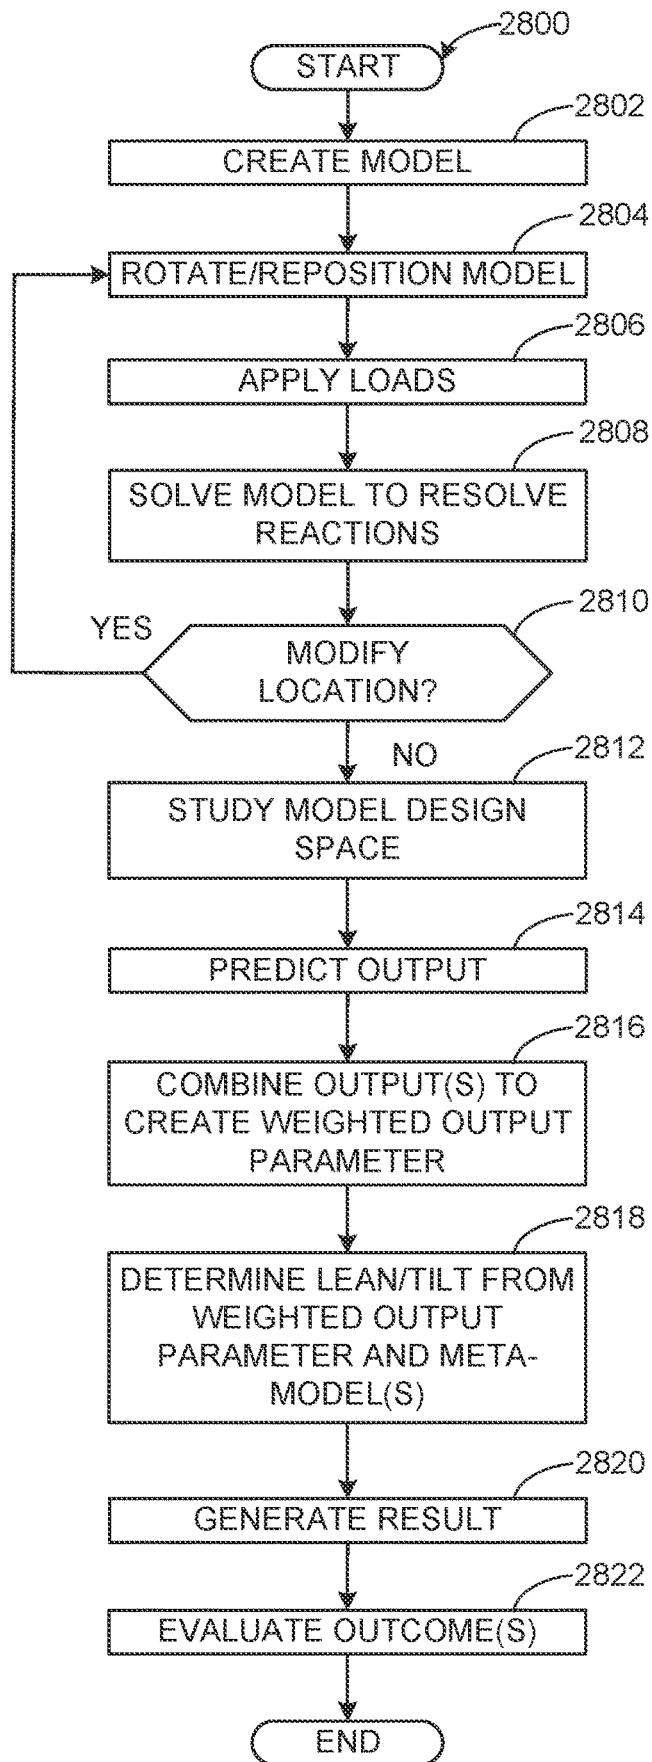 2800
START
2802
CREATE MODEL
2804
ROTATE/REPOSITION MODEL
2806
APPLY LOADS
2808
SOLVE MODEL TO RESOLVE
REACTIONS
2810
YES
MODIFY
LOCATION?
NO
2812
STUDY MODEL DESIGN
SPACE
2814
PREDICT OUTPUT
2816
COMBINE OUTPUT(S) TO
CREATE WEIGHTED OUTPUT
PARAMETER
2818
DETERMINE LEAN/TILT FROM
WEIGHTED OUTPUT
PARAMETER AND META-
MODEL(S)
2820
GENERATE RESULT
2822
EVALUATE OUTCOME(S)
END